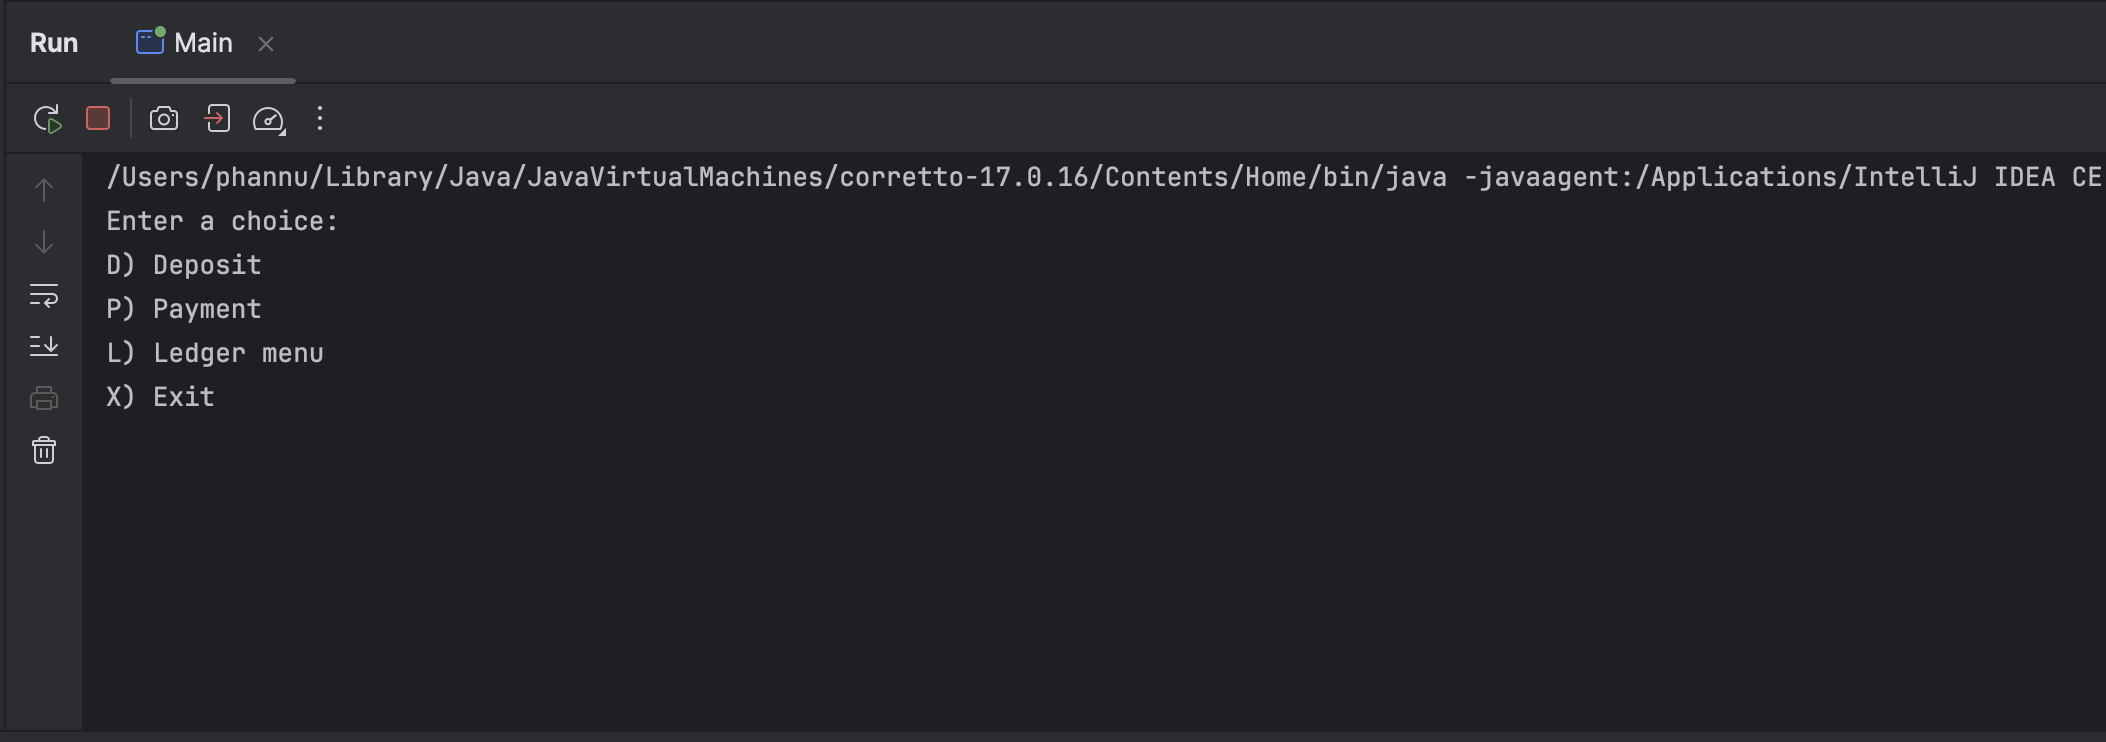 Run Main
/Users/phannu/Library/Java/JavaVirtualMachines/corretto-17.0.16/Contents/Home/bin/java -javaagent:/Applications/IntelliJ IDEA CE
Enter a choice:
D) Deposit
P) Payment
L) Ledger menu
X) Exit